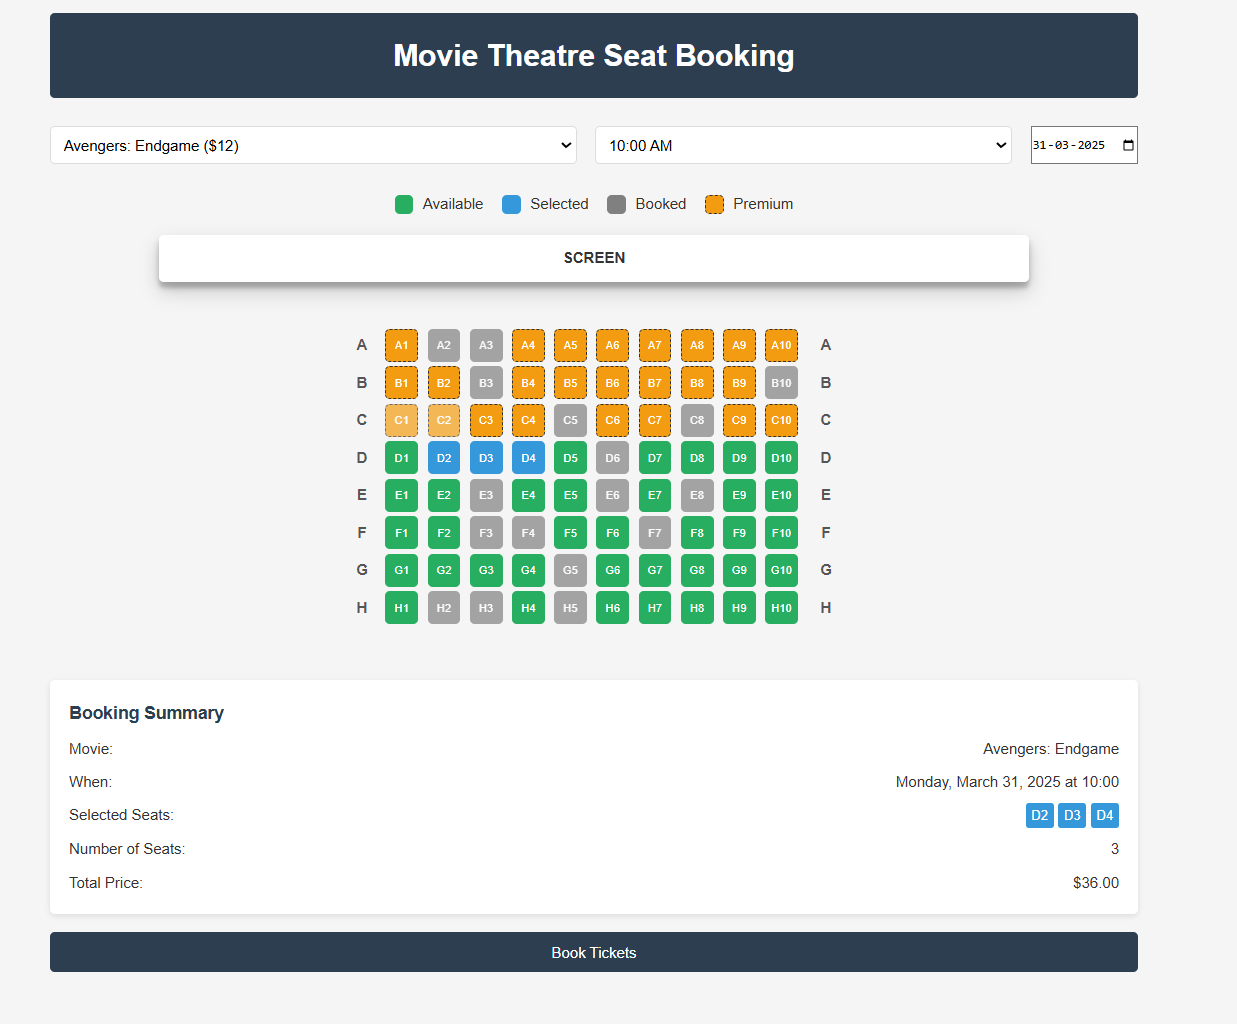 Movie Theatre Seat Booking
Avengers: Endgame ($12) 10:00 AM 31-03-2025
Available Selected Booked Premium
SCREEN
A A1 A2 A3 A4 A5 A6 A7 A8 A9 A10 A
B B1 B2 B3 B4 B5 B6 B7 B8 B9 B10 B
C C1 C2 C3 C4 C5 C6 C7 C8 C9 C10 C
D D1 D2 D3 D4 D5 D6 D7 D8 D9 D10 D
E E1 E2 E3 E4 E5 E6 E7 E8 E9 E10 E
F F1 F2 F3 F4 F5 F6 F7 F8 F9 F10 F
G G1 G2 G3 G4 G5 G6 G7 G8 G9 G10 G
H H1 H2 H3 H4 H5 H6 H7 H8 H9 H10 H
Booking Summary
Movie: Avengers: Endgame
When: Monday, March 31, 2025 at 10:00
Selected Seats: D2 D3 D4
Number of Seats: 3
Total Price: $36.00
Book Tickets